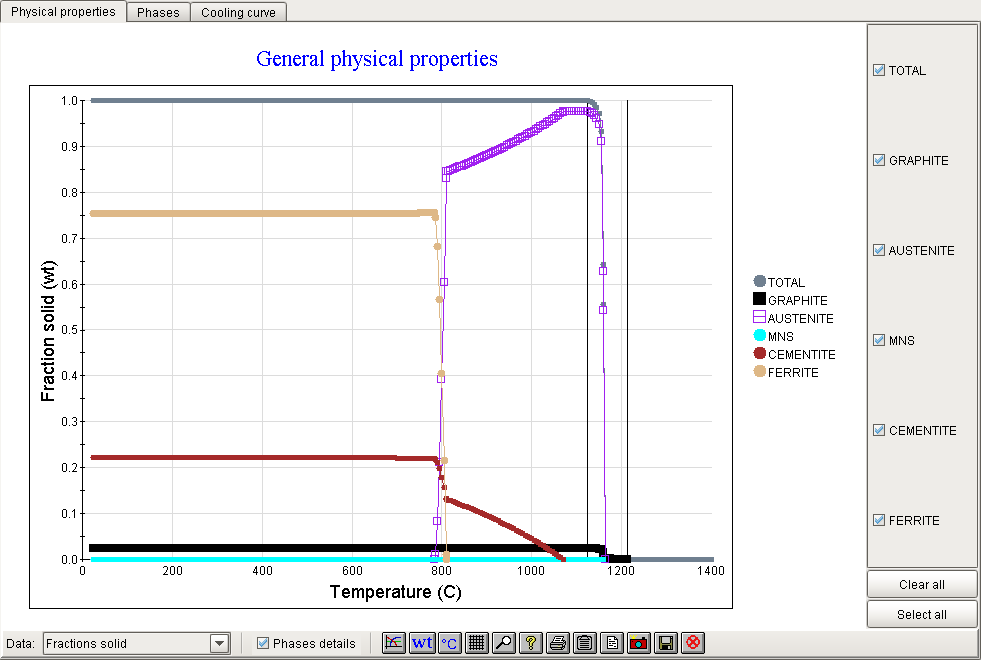 Physical properties
Phases
Cooling curve
General physical properties
1.0
0.9
0.8
0.7
0.6
0.5
0.4
0.3
0.2
0.1
0.0
Fraction solid (wt)
0 200 400 600 800 1000 1200 1400
Temperature (C)
TOTAL
GRAPHITE
AUSTENITE
MNS
CEMENTITE
FERRITE
TOTAL
GRAPHITE
AUSTENITE
MNS
CEMENTITE
FERRITE
Clear all
Select all
Data: Fractions solid
Phases details
wt
°C
?